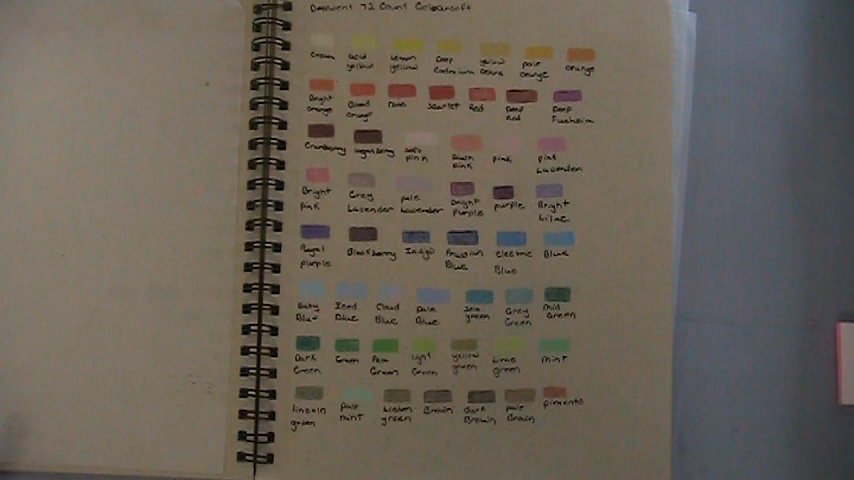 Derwent 72 Count Coloursoft
Cream
Acid yellow
Lemon yellow
Deep Cadmium
Yellow Ochre
Pale Orange
Orange
Bright Orange
Blood Orange
Scarlet
Red
Deep Red
Deep Fuchsia
Cranberry
Loganberry
Soft pink
Blush pink
pink
pink Lavender
Bright pink
Grey Lavender
pale Lavender
Bright Purple
purple
Bright Lilac
Royal purple
Blackberry
Indigo
Prussian Blue
electric Blue
Blue
Baby Blue
Iced Blue
Cloud Blue
Pale Blue
Sea green
Grey Green
Mid Green
Dark Green
Green
Pea Green
Light Green
Yellow green
Lime green
mint
Lincoln green
pale mint
Lichen green
Brown
dark Brown
pale Brown
pimento